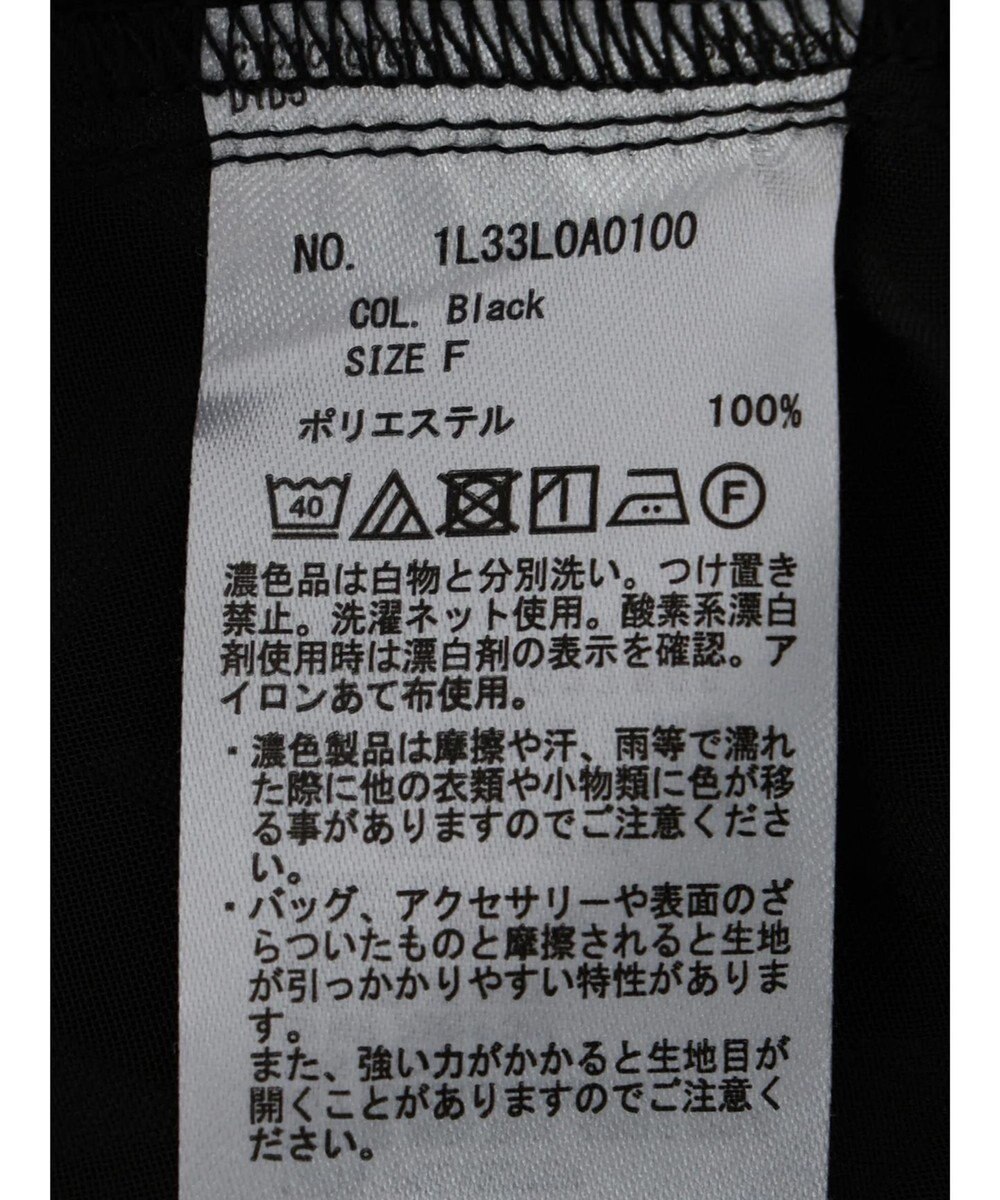 NO. 1L33L0A0100
COL. Black
SIZE F
ポリエステル 100%
40 F
濃色品は白物と分別洗い。つけ置き
禁止。洗濯ネット使用。酸素系漂白
剤使用時は漂白剤の表示を確認。ア
イロンあて布使用。
・濃色製品は摩擦や汗、雨等で濡れ
た際に他の衣類や小物類に色が移
る事がありますのでご注意くださ
い。
・バッグ、アクセサリーや表面のざ
らついたものと摩擦されると生地
が引っかかりやすい特性がありま
す。
また、強い力がかかると生地目が
開くことがありますのでご注意く
ださい。